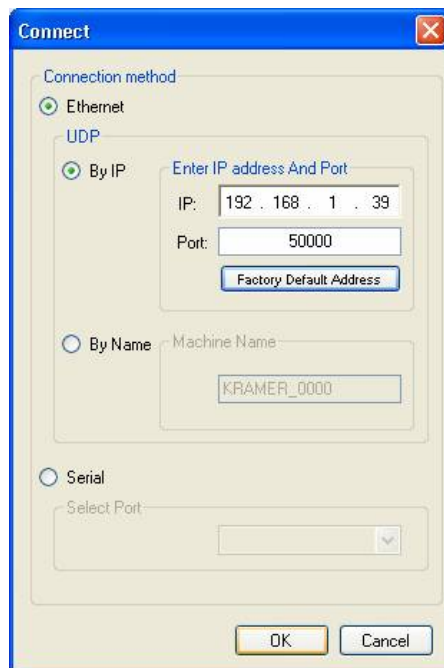 Connect
Connection method
Ethernet
UDP
By IP
Enter IP address And Port
IP: 192 . 168 . 1 . 39
Port: 50000
Factory Default Address
By Name
Machine Name
KRAMER_0000
Serial
Select Port
OK Cancel